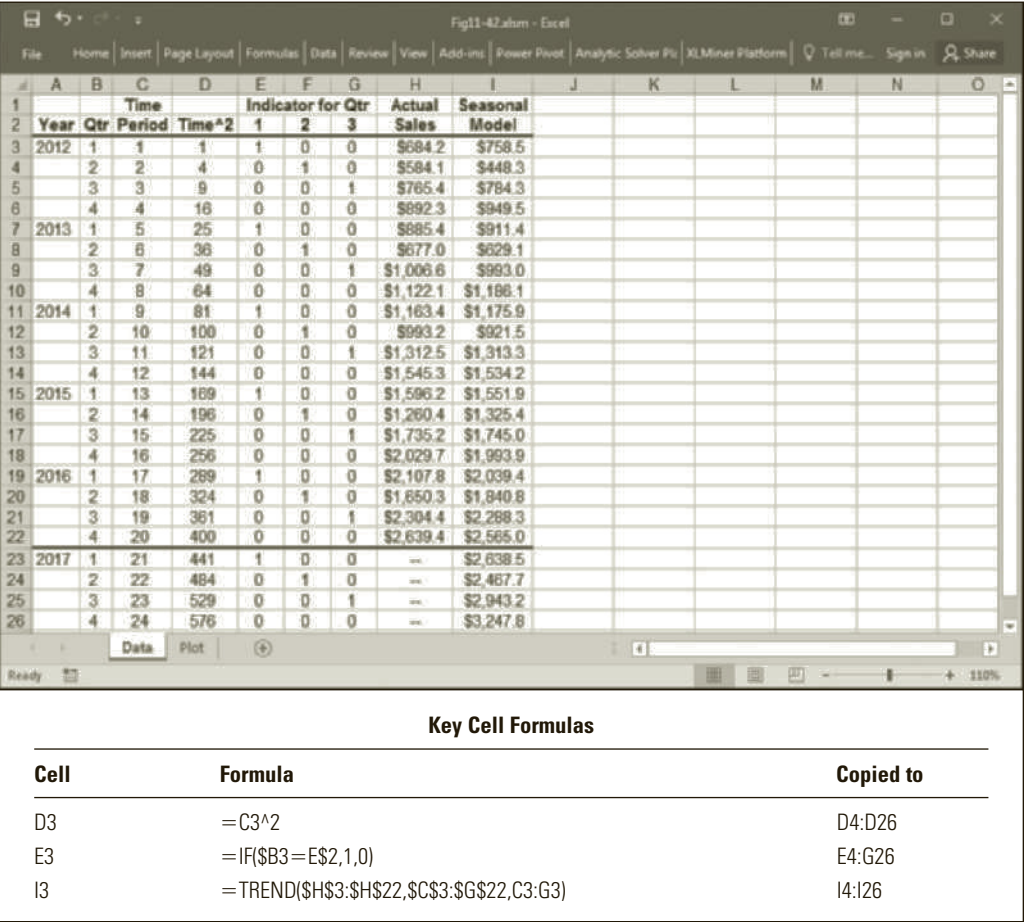 Fig11-42.xlsm - Excel
File Home Insert Page Layout Formulas Data Review View Add-ins Power Pivot Analytic Solver Pl XLMiner Platform Tell me... Sign in Share
A B C D E F G H I J K L M N O
1 Time Indicator for Qtr Actual Seasonal
2 Year Qtr Period Time^2 1 2 3 Sales Model
3 2012 1 1 1 1 0 0 $684.2 $758.5
4 2 2 4 0 1 0 $584.1 $448.3
5 3 3 9 0 0 1 $765.4 $784.3
6 4 4 16 0 0 0 $892.3 $949.5
7 2013 1 5 25 1 0 0 $885.4 $911.4
8 2 6 36 0 1 0 $677.0 $629.1
9 3 7 49 0 0 1 $1,006.6 $993.0
10 4 8 64 0 0 0 $1,122.1 $1,186.1
11 2014 1 9 81 1 0 0 $1,163.4 $1,175.9
12 2 10 100 0 1 0 $993.2 $921.5
13 3 11 121 0 0 1 $1,312.5 $1,313.3
14 4 12 144 0 0 0 $1,545.3 $1,534.2
15 2015 1 13 169 1 0 0 $1,596.2 $1,551.9
16 2 14 196 0 1 0 $1,260.4 $1,325.4
17 3 15 225 0 0 1 $1,735.2 $1,745.0
18 4 16 256 0 0 0 $2,029.7 $1,993.9
19 2016 1 17 289 1 0 0 $2,107.8 $2,039.4
20 2 18 324 0 1 0 $1,650.3 $1,840.8
21 3 19 361 0 0 1 $2,304.4 $2,288.3
22 4 20 400 0 0 0 $2,639.4 $2,565.0
23 2017 1 21 441 1 0 0 -- $2,638.5
24 2 22 484 0 1 0 -- $2,467.7
25 3 23 529 0 0 1 -- $2,943.2
26 4 24 576 0 0 0 -- $3,247.8
Data Plot
Ready 110%
Key Cell Formulas
Cell Formula Copied to
D3 =C3^2 D4:D26
E3 =IF($B3=E$2,1,0) E4:G26
I3 =TREND($H$3:$H$22,$C$3:$G$22,C3:G3) I4:I26